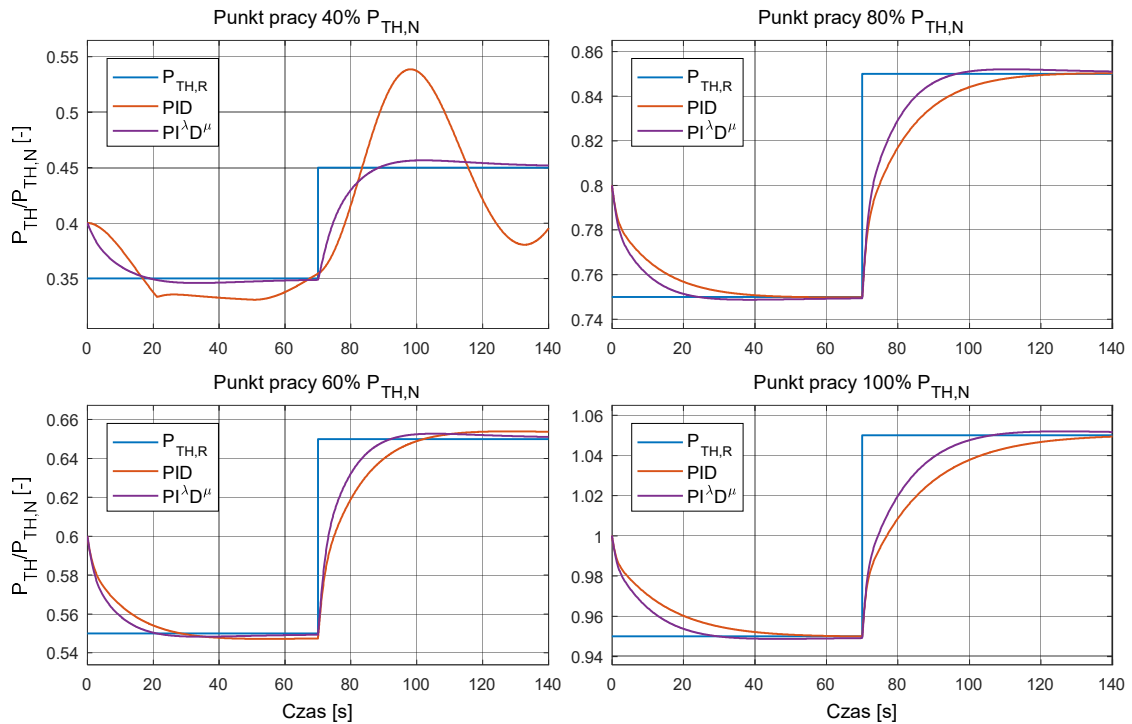 Punkt pracy 40% P_TH,N
P_TH/P_TH,N [-]
0.55
0.5
0.45
0.4
0.35
P_TH,R
PID
PI^λD^μ
0 20 40 60 80 100 120 140
Punkt pracy 80% P_TH,N
0.86
0.84
0.82
0.8
0.78
0.76
0.74
P_TH,R
PID
PI^λD^μ
0 20 40 60 80 100 120 140
Punkt pracy 60% P_TH,N
P_TH/P_TH,N [-]
0.66
0.64
0.62
0.6
0.58
0.56
0.54
P_TH,R
PID
PI^λD^μ
0 20 40 60 80 100 120 140
Czas [s]
Punkt pracy 100% P_TH,N
1.06
1.04
1.02
1
0.98
0.96
0.94
P_TH,R
PID
PI^λD^μ
0 20 40 60 80 100 120 140
Czas [s]